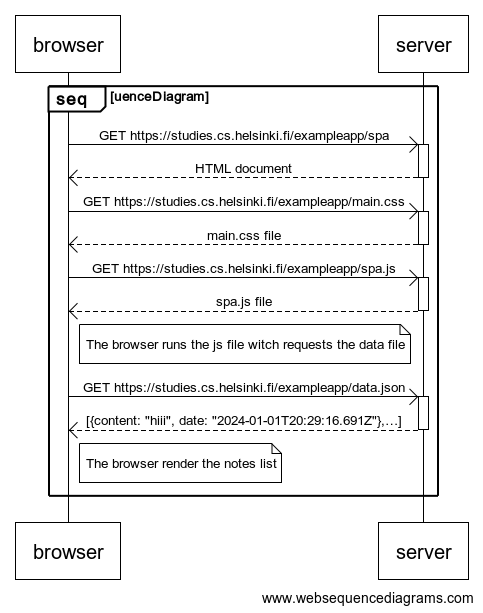 browser
server
seq [uenceDiagram]
GET https://studies.cs.helsinki.fi/exampleapp/spa
HTML document
GET https://studies.cs.helsinki.fi/exampleapp/main.css
main.css file
GET https://studies.cs.helsinki.fi/exampleapp/spa.js
spa.js file
The browser runs the js file witch requests the data file
GET https://studies.cs.helsinki.fi/exampleapp/data.json
[{content: "hiii", date: "2024-01-01T20:29:16.691Z"},...]
The browser render the notes list
browser
server
www.websequencediagrams.com